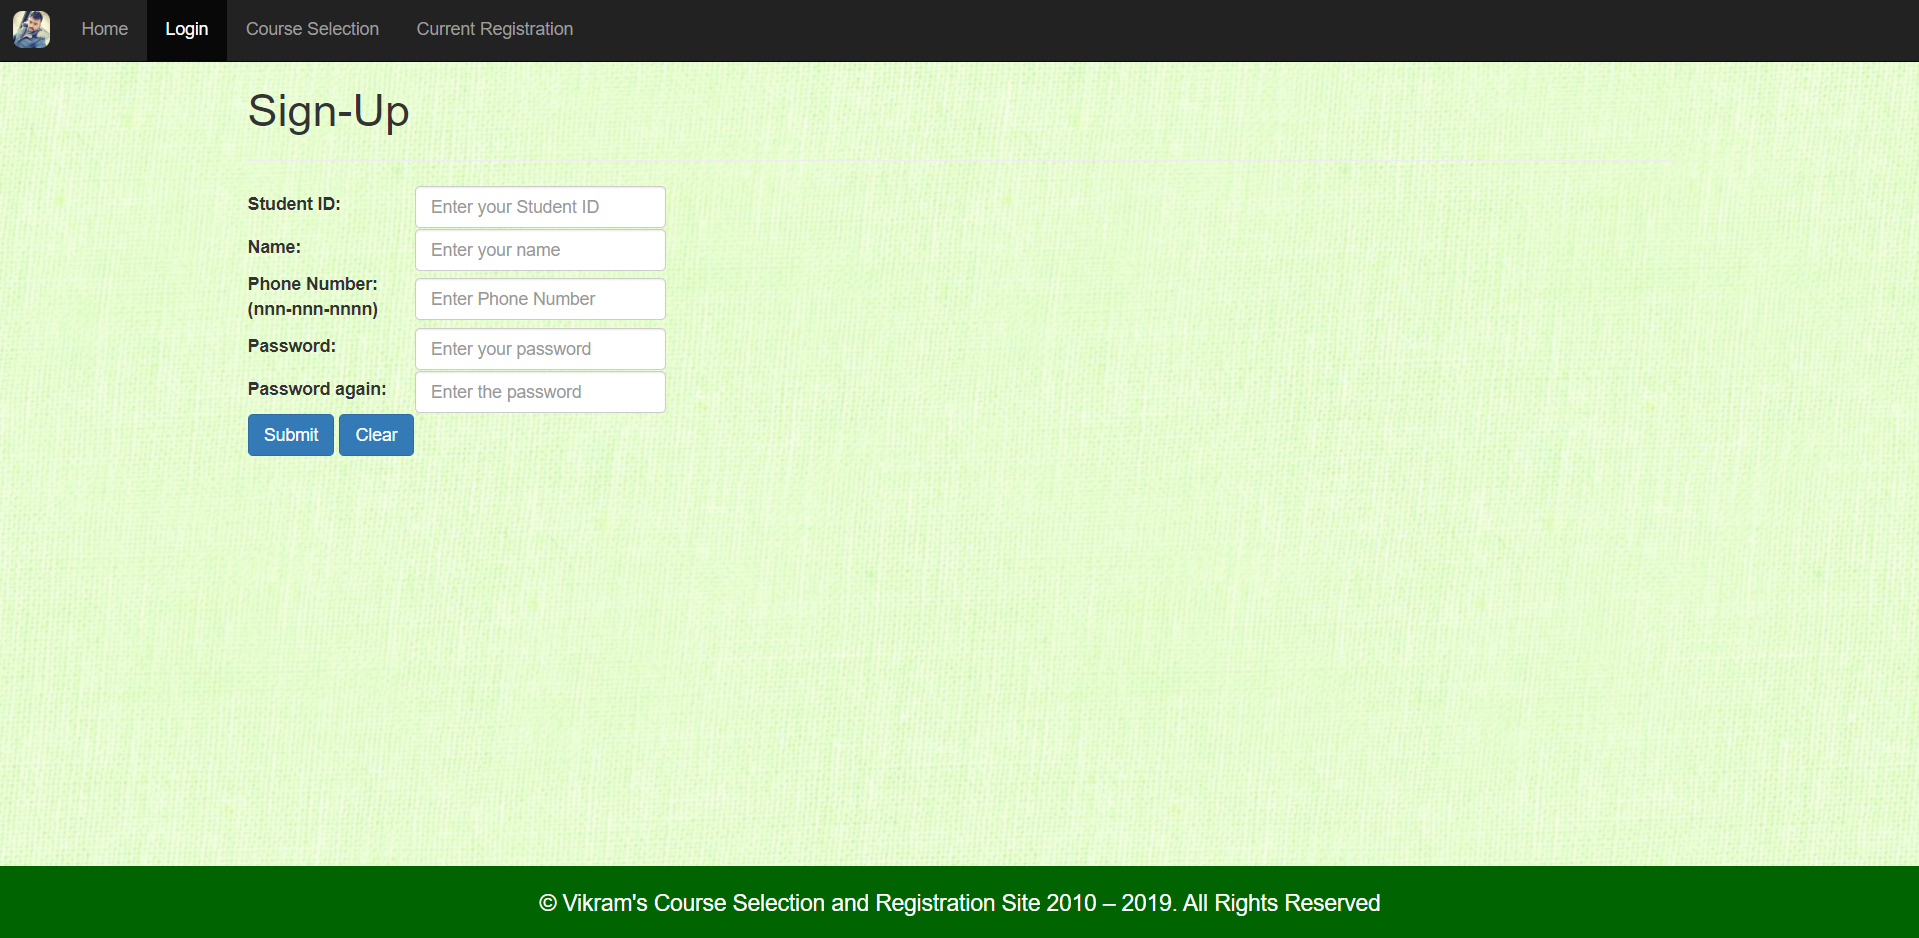 Home Login Course Selection Current Registration
Sign-Up
Student ID: Enter your Student ID
Name: Enter your name
Phone Number:
(nnn-nnn-nnnn) Enter Phone Number
Password: Enter your password
Password again: Enter the password
Submit Clear
© Vikram's Course Selection and Registration Site 2010 – 2019. All Rights Reserved